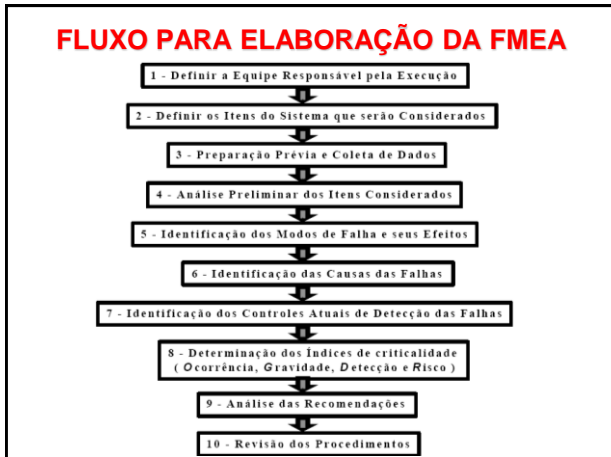 FLUXO PARA ELABORAÇÃO DA FMEA
1 - Definir a Equipe Responsável pela Execução
2 - Definir os Itens do Sistema que serão Considerados
3 - Preparação Prévia e Coleta de Dados
4 - Análise Preliminar dos Itens Considerados
5 - Identificação dos Modos de Falha e seus Efeitos
6 - Identificação das Causas das Falhas
7 - Identificação dos Controles Atuais de Detecção das Falhas
8 - Determinação dos Índices de criticalidade
( Ocorrência, Gravidade, Detecção e Risco )
9 - Análise das Recomendações
10 - Revisão dos Procedimentos